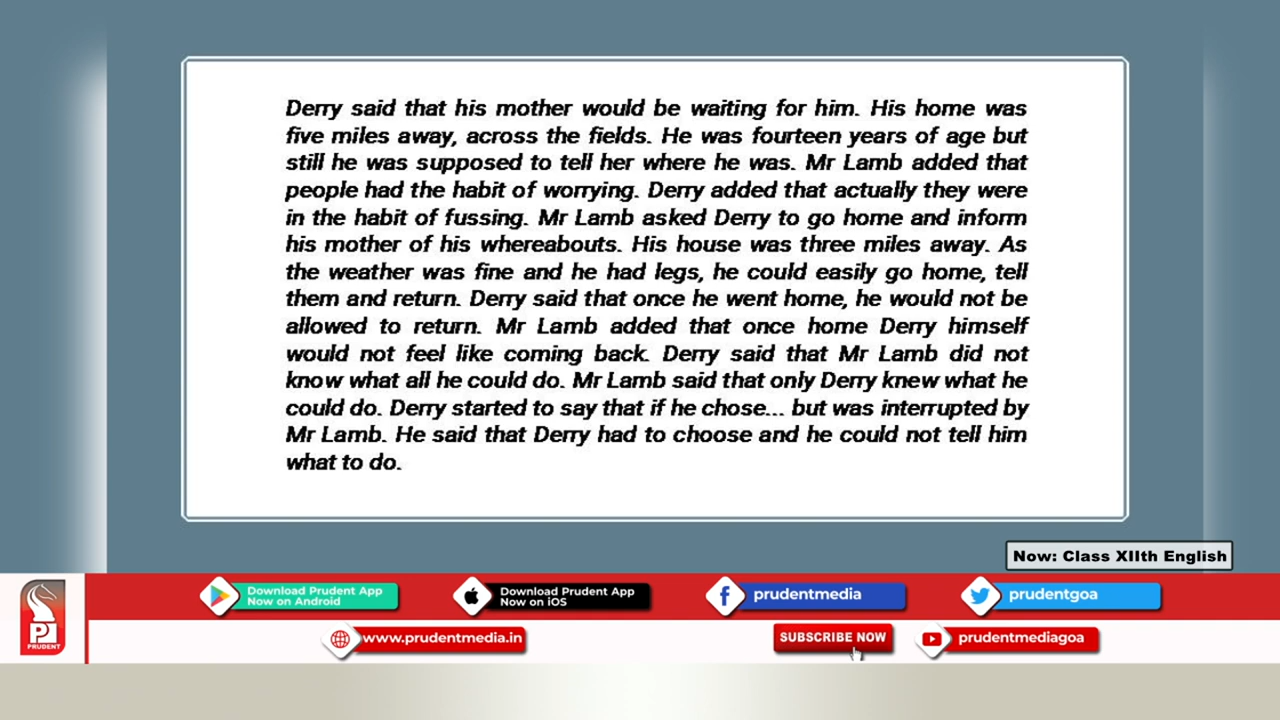 Derry said that his mother would be waiting for him. His home was
five miles away, across the fields. He was fourteen years of age but
still he was supposed to tell her where he was. Mr Lamb added that
people had the habit of worrying. Derry added that actually they were
in the habit of fussing. Mr Lamb asked Derry to go home and inform
his mother of his whereabouts. His house was three miles away. As
the weather was fine and he had legs, he could easily go home, tell
them and return. Derry said that once he went home, he would not be
allowed to return. Mr Lamb added that once home Derry himself
would not feel like coming back. Derry said that Mr Lamb did not
know what all he could do. Mr Lamb said that only Derry knew what he
could do. Derry started to say that if he chose... but was interrupted by
Mr Lamb. He said that Derry had to choose and he could not tell him
what to do.
Now: Class XIIth English
Download Prudent App
Now on Android
Download Prudent App
Now on iOS
prudentmedia
prudentgoa
PRUDENT
www.prudentmedia.in
SUBSCRIBE NOW
prudentmediagoa